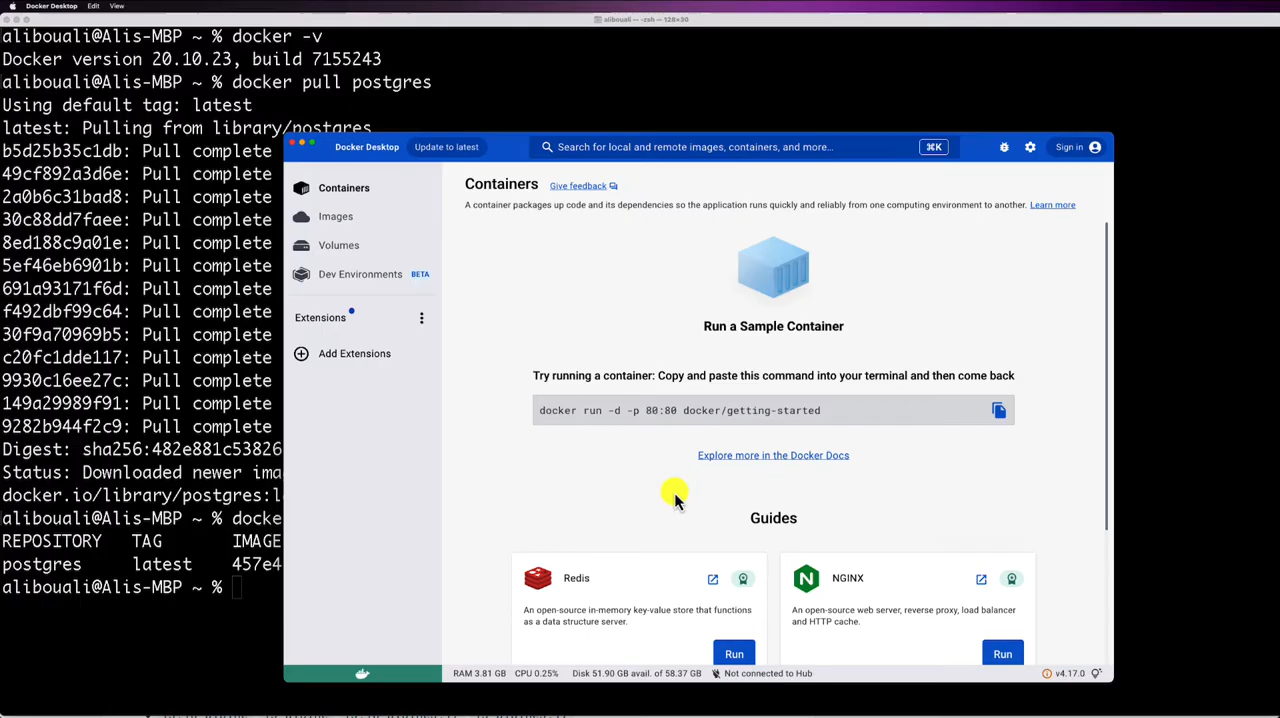 Docker Desktop Edit View
alibouali — -zsh — 128×30
alibouali@Alis-MBP ~ % docker -v
Docker version 20.10.23, build 7155243
alibouali@Alis-MBP ~ % docker pull postgres
Using default tag: latest
latest: Pulling from library/postgres
b5d25b35c1db: Pull complete
49cf892a3d6e: Pull complete
2a0b6c31bad8: Pull complete
30c88dd7faee: Pull complete
8ed188c9a01e: Pull complete
5ef46eb6901b: Pull complete
691a93171f6d: Pull complete
f492dbf99c64: Pull complete
30f9a70969b5: Pull complete
c20fc1dde117: Pull complete
9930c16ee27c: Pull complete
149a29989f91: Pull complete
9282b944f2c9: Pull complete
Digest: sha256:482e881c53826
Status: Downloaded newer ima
docker.io/library/postgres:l
alibouali@Alis-MBP ~ % docke
REPOSITORY TAG IMAGE
postgres latest 457e4
alibouali@Alis-MBP ~ %
Docker Desktop Update to latest Search for local and remote images, containers, and more... ⌘K Sign in
Containers
Images
Volumes
Dev Environments BETA
Extensions
Add Extensions
Containers Give feedback
A container packages up code and its dependencies so the application runs quickly and reliably from one computing environment to another. Learn more
Run a Sample Container
Try running a container: Copy and paste this command into your terminal and then come back
docker run -d -p 80:80 docker/getting-started
Explore more in the Docker Docs
Guides
Redis
An open-source in-memory key-value store that functions
as a data structure server.
Run
NGINX
An open-source web server, reverse proxy, load balancer
and HTTP cache.
Run
RAM 3.81 GB CPU 0.25% Disk 51.90 GB avail. of 58.37 GB Not connected to Hub v4.17.0